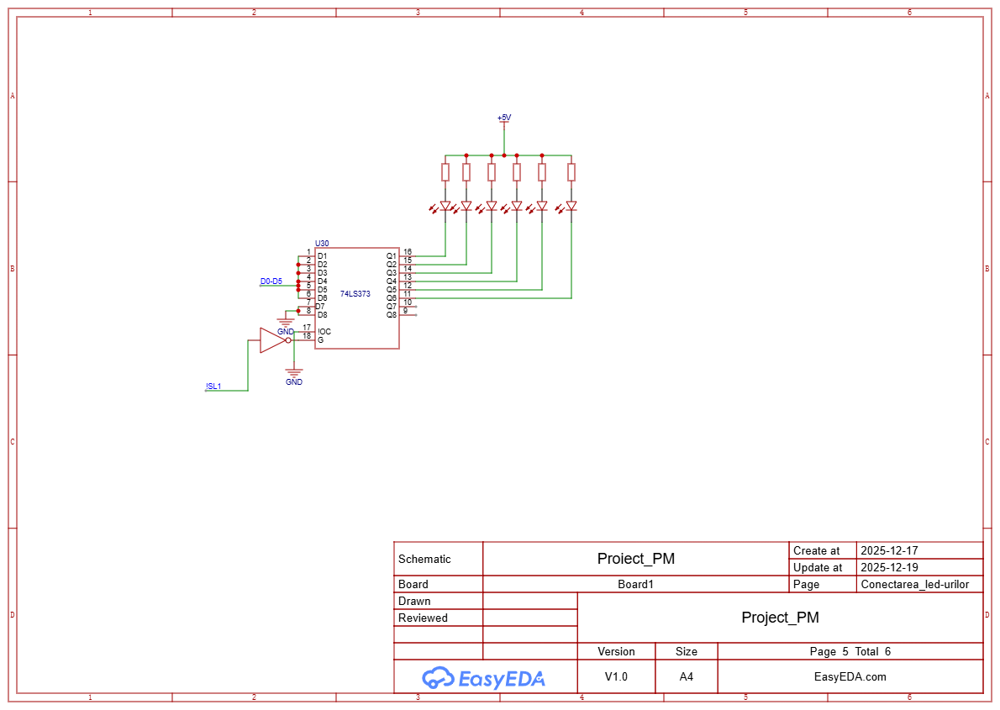 1 2 3 4 5 6
A A
+5V
U30
1 D1 Q1 16
2 D2 Q2 15
3 D3 Q3 14
4 D4 Q4 13
B B
D0-D5
5 D5 Q5 12
74LS373
6 D6 Q6 11
7 D7 Q7 10
8 D8 Q8 9
GND
17 !OC
18 G
GND
!SL1
C C
Schematic
Project_PM
Create at 2025-12-17
Update at 2025-12-19
Board Board1 Page Conectarea_led-urilor
Drawn
Reviewed
Project_PM
D D
Version Size Page 5 Total 6
EasyEDA V1.0 A4 EasyEDA.com
1 2 3 4 5 6